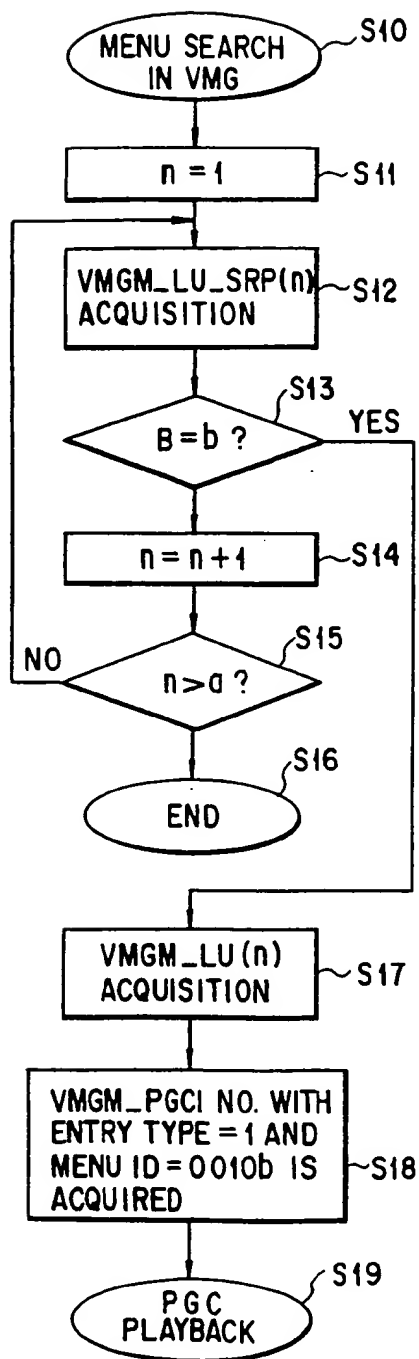 MENU SEARCH
IN VMG
S10
n = 1
S11
VMGM_LU_SRP(n)
ACQUISITION
S12
S13
B = b ?
YES
n = n + 1
S14
S15
NO
n > a ?
S16
END
VMGM_LU (n)
ACQUISITION
S17
VMGM_PGCI NO. WITH
ENTRY TYPE = 1 AND
MENU ID = 0010b IS
ACQUIRED
S18
S19
PGC
PLAYBACK